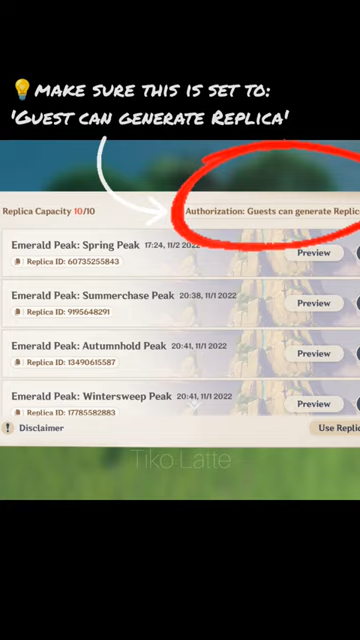 💡MAKE SURE THIS IS SET TO:
'GUEST CAN GENERATE REPLICA'
Replica Capacity 10/10
Authorization: Guests can generate Replic
Emerald Peak: Spring Peak 17:24, 11/2 2022
Replica ID: 60735255843
Preview
Emerald Peak: Summerchase Peak 20:38, 11/1 2022
Replica ID: 9195648291
Preview
Emerald Peak: Autumnhold Peak 20:41, 11/1 2022
Replica ID: 13490615587
Preview
Emerald Peak: Wintersweep Peak 20:41, 11/1 2022
Replica ID: 17785582883
Preview
! Disclaimer
Use Replic
Tiko Latte